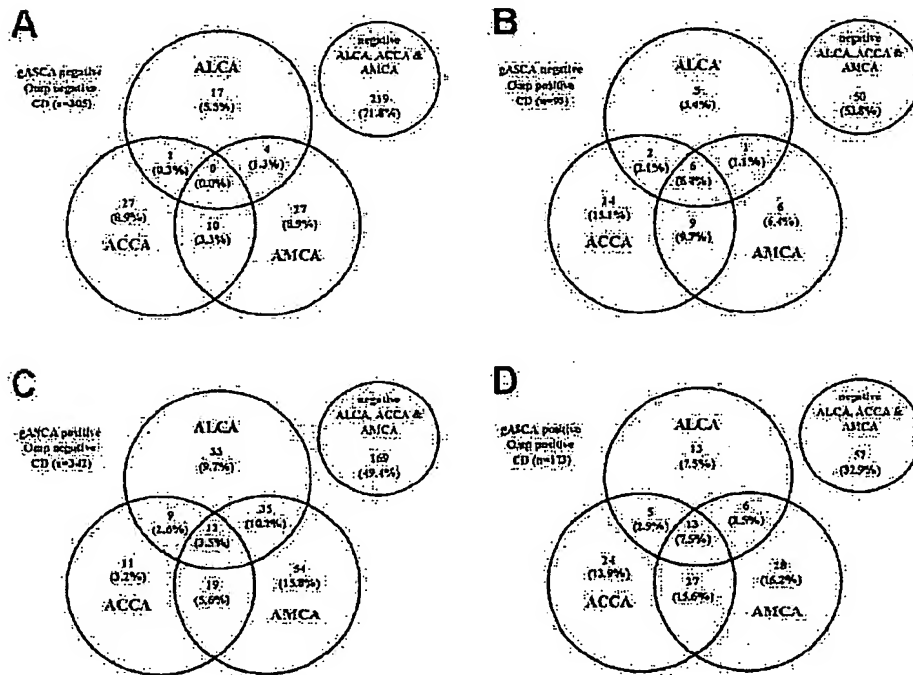 A
gASCA negative
Omp negative
CD (n=305)
ALCA
17
(5.5%)
negative
ALCA, ACCA &
AMCA
219
(71.8%)
1
(0.3%)
0
(0.0%)
4
(1.3%)
27
(8.9%)
ACCA
10
(3.3%)
27
(8.9%)
AMCA
B
gASCA negative
Omp positive
CD (n=93)
ALCA
5
(5.4%)
negative
ALCA, ACCA &
AMCA
50
(53.8%)
2
(2.1%)
6
(6.4%)
1
(1.1%)
14
(15.1%)
ACCA
9
(9.7%)
6
(6.4%)
AMCA
C
gASCA positive
Omp negative
CD (n=342)
ALCA
33
(9.7%)
negative
ALCA, ACCA &
AMCA
169
(49.4%)
9
(2.6%)
12
(3.5%)
35
(10.2%)
11
(3.2%)
ACCA
19
(5.6%)
54
(15.8%)
AMCA
D
gASCA positive
Omp positive
CD (n=173)
ALCA
13
(7.5%)
negative
ALCA, ACCA &
AMCA
57
(32.9%)
5
(2.9%)
13
(7.5%)
6
(3.5%)
24
(13.9%)
ACCA
27
(15.6%)
28
(16.2%)
AMCA